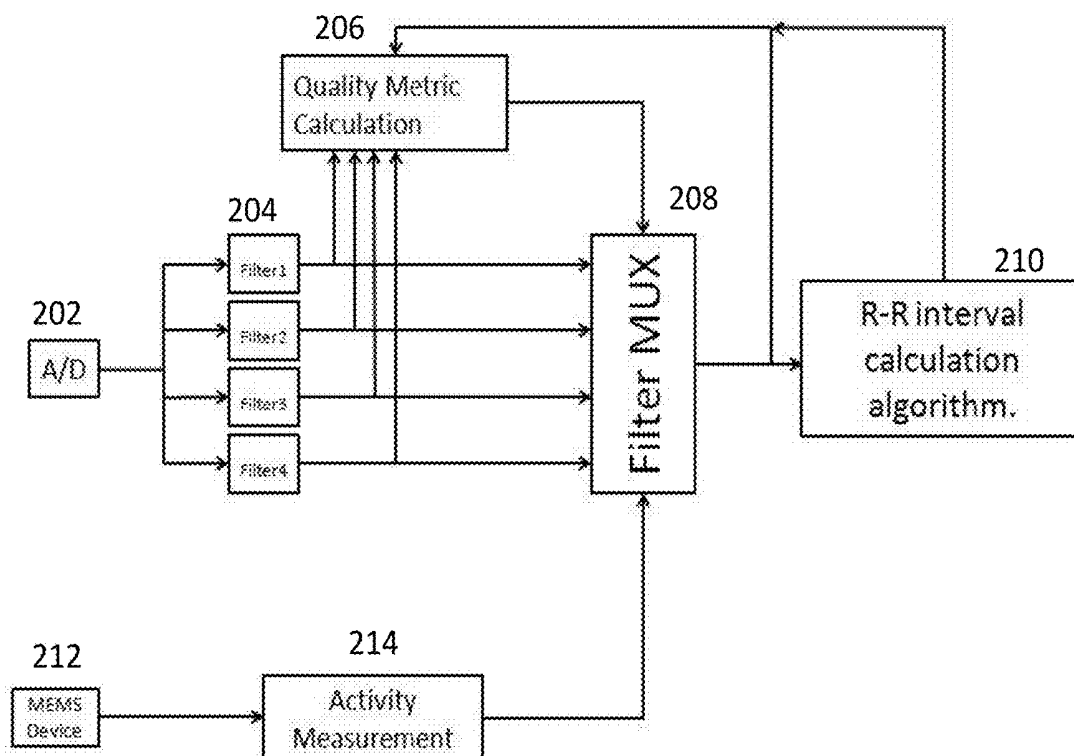 206
Quality Metric
Calculation
204
208
Filter1
210
202
Filter2
Filter MUX
R-R interval
calculation
algorithm.
A/D
Filter3
Filter4
212
214
MEMS
Device
Activity
Measurement